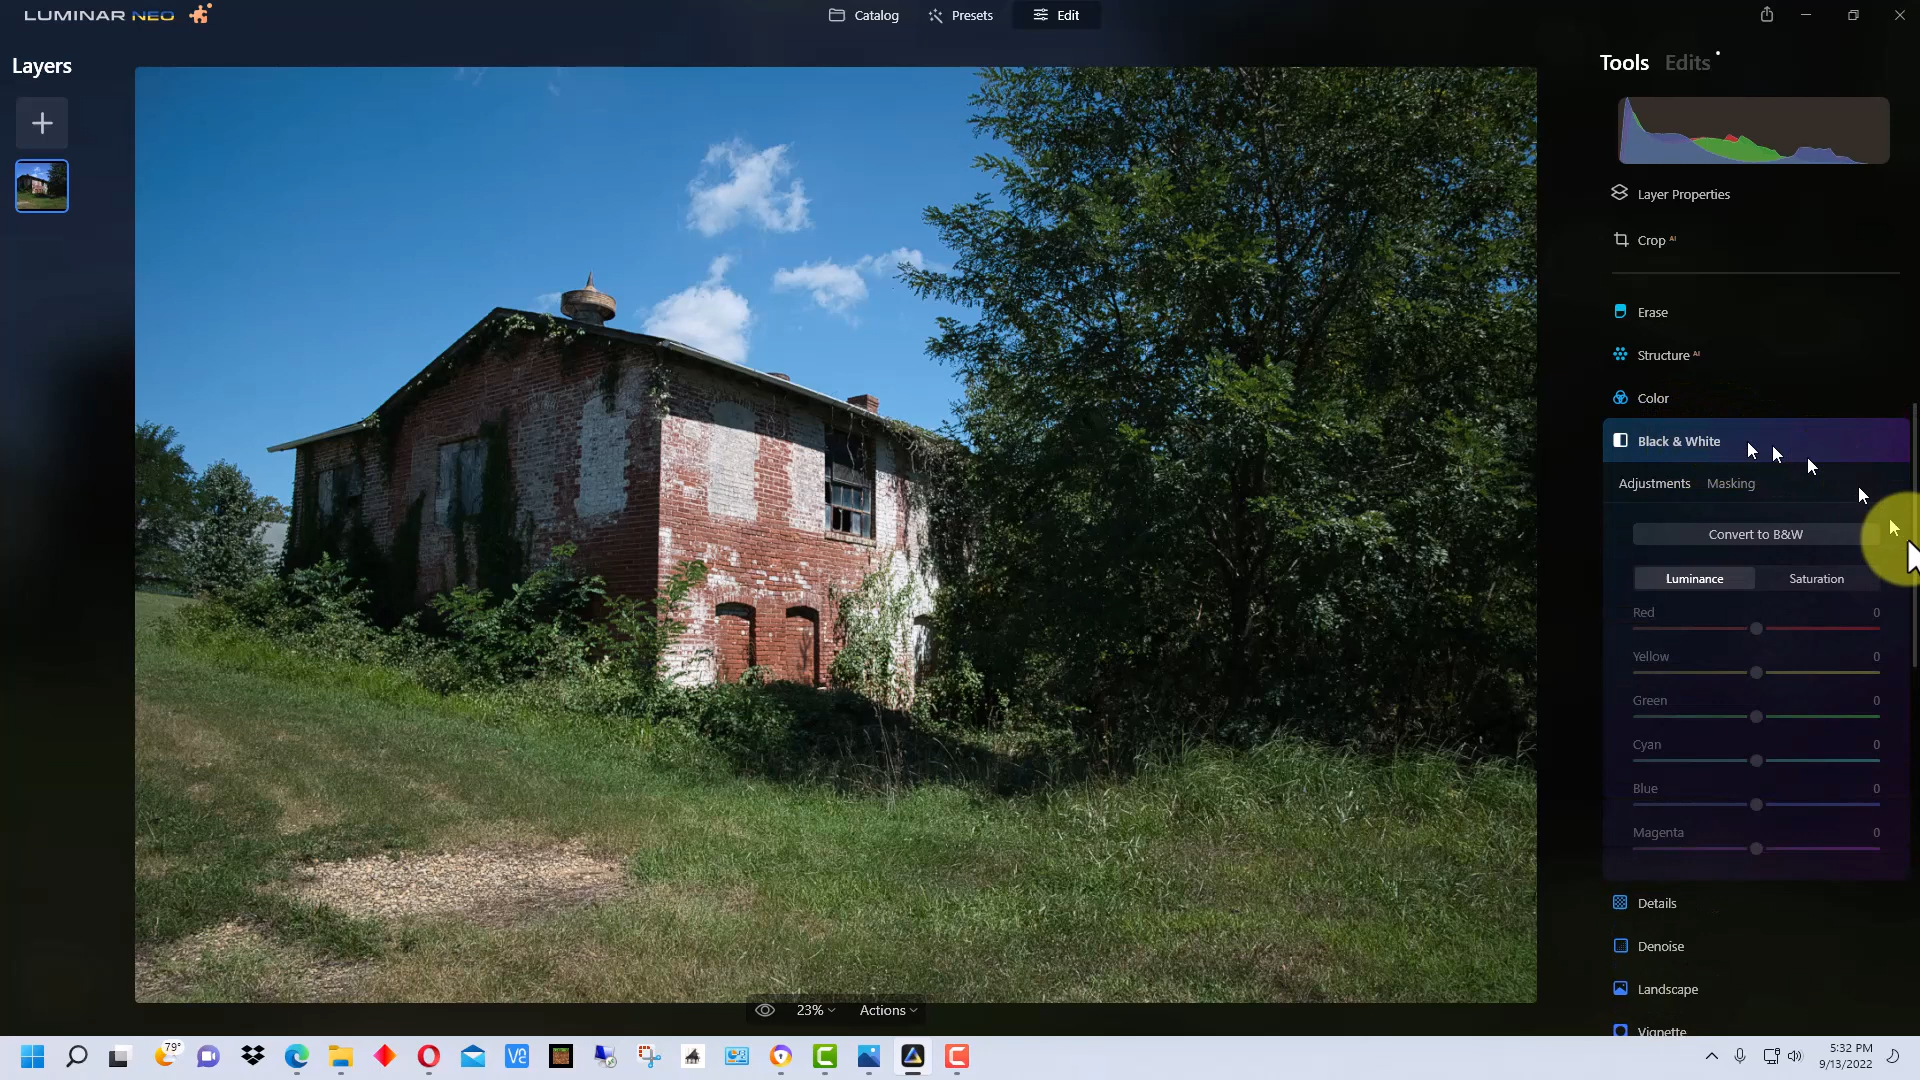 LUMINAR NEO
Catalog
Presets
Edit
Layers
Tools Edits
Layer Properties
Crop AI
Erase
Structure AI
Color
Black & White
Adjustments Masking
Convert to B&W
Luminance Saturation
Red 0
Yellow 0
Green 0
Cyan 0
Blue 0
Magenta 0
Details
Denoise
Landscape
Vignette
23% Actions
79°
5:32 PM
9/13/2022